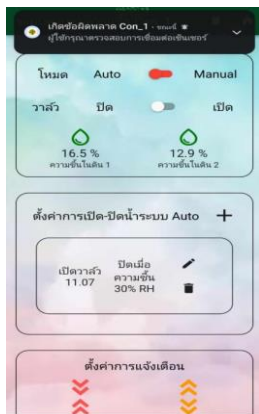 เกิดข้อผิดพลาด Con_1 · ขณะนี้
ผู้ใช้กรุณาตรวจสอบการเชื่อมต่อเซ็นเซอร์
โหมด Auto Manual
วาล์ว ปิด เปิด
16.5 % 12.9 %
ความชื้นในดิน 1 ความชื้นในดิน 2
ตั้งค่าการเปิด-ปิดน้ำระบบ Auto +
เปิดวาล์ว
11.07
ปิดเมื่อ
ความชื้น
30% RH
ตั้งค่าการแจ้งเตือน